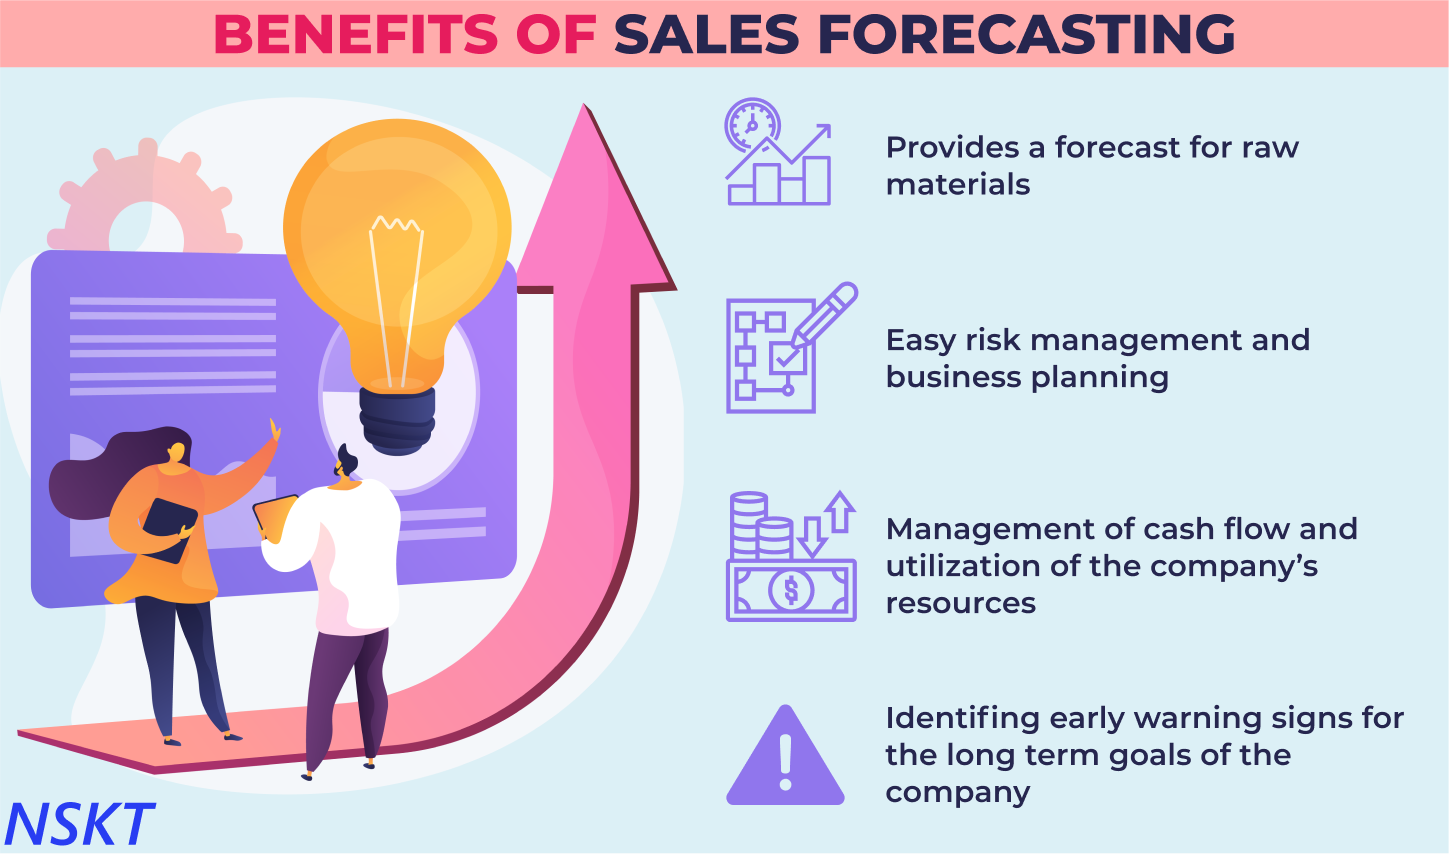 BENEFITS OF SALES FORECASTING
Provides a forecast for raw
materials
Easy risk management and
business planning
Management of cash flow and
utilization of the company’s
resources
Identifing early warning signs for
the long term goals of the
company
$
NSKT